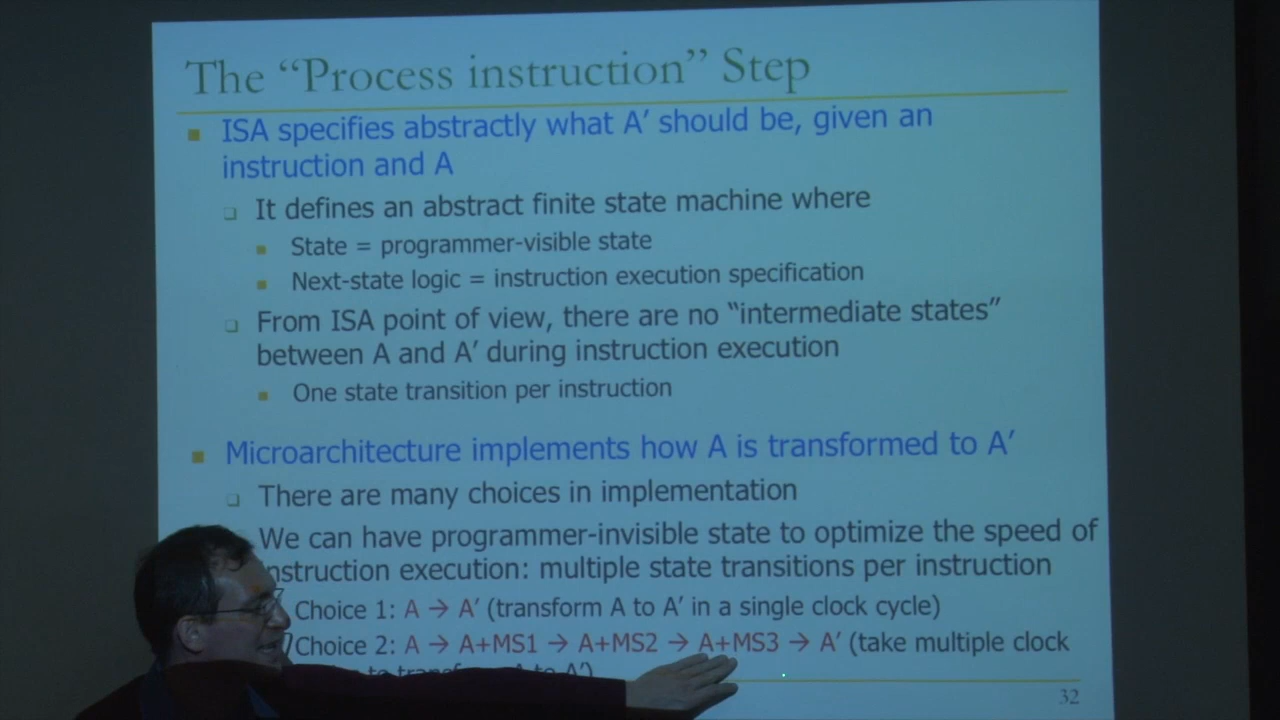 The “Process instruction” Step
ISA specifies abstractly what A’ should be, given an
instruction and A
It defines an abstract finite state machine where
State = programmer-visible state
Next-state logic = instruction execution specification
From ISA point of view, there are no “intermediate states”
between A and A’ during instruction execution
One state transition per instruction
Microarchitecture implements how A is transformed to A’
There are many choices in implementation
We can have programmer-invisible state to optimize the speed of
nstruction execution: multiple state transitions per instruction
Choice 1: A → A’ (transform A to A’ in a single clock cycle)
Choice 2: A → A+MS1 → A+MS2 → A+MS3 → A’ (take multiple clock
to transform A to A’)
32